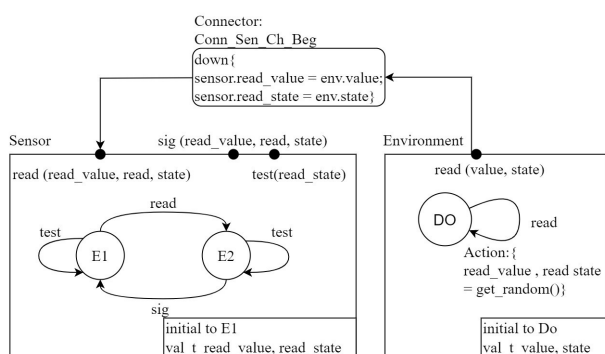 Connector:
Conn_Sen_Ch_Beg
down{
sensor.read_value = env.value;
sensor.read_state = env.state}
Sensor
sig (read_value, read, state)
Environment
read (read_value, read, state)
test(read_state)
read (value, state)
read
test
test
E1
E2
sig
DO
read
Action:{
read_value , read state
= get_random()}
initial to E1
val_t read_value, read_state
initial to Do
val_t value, state